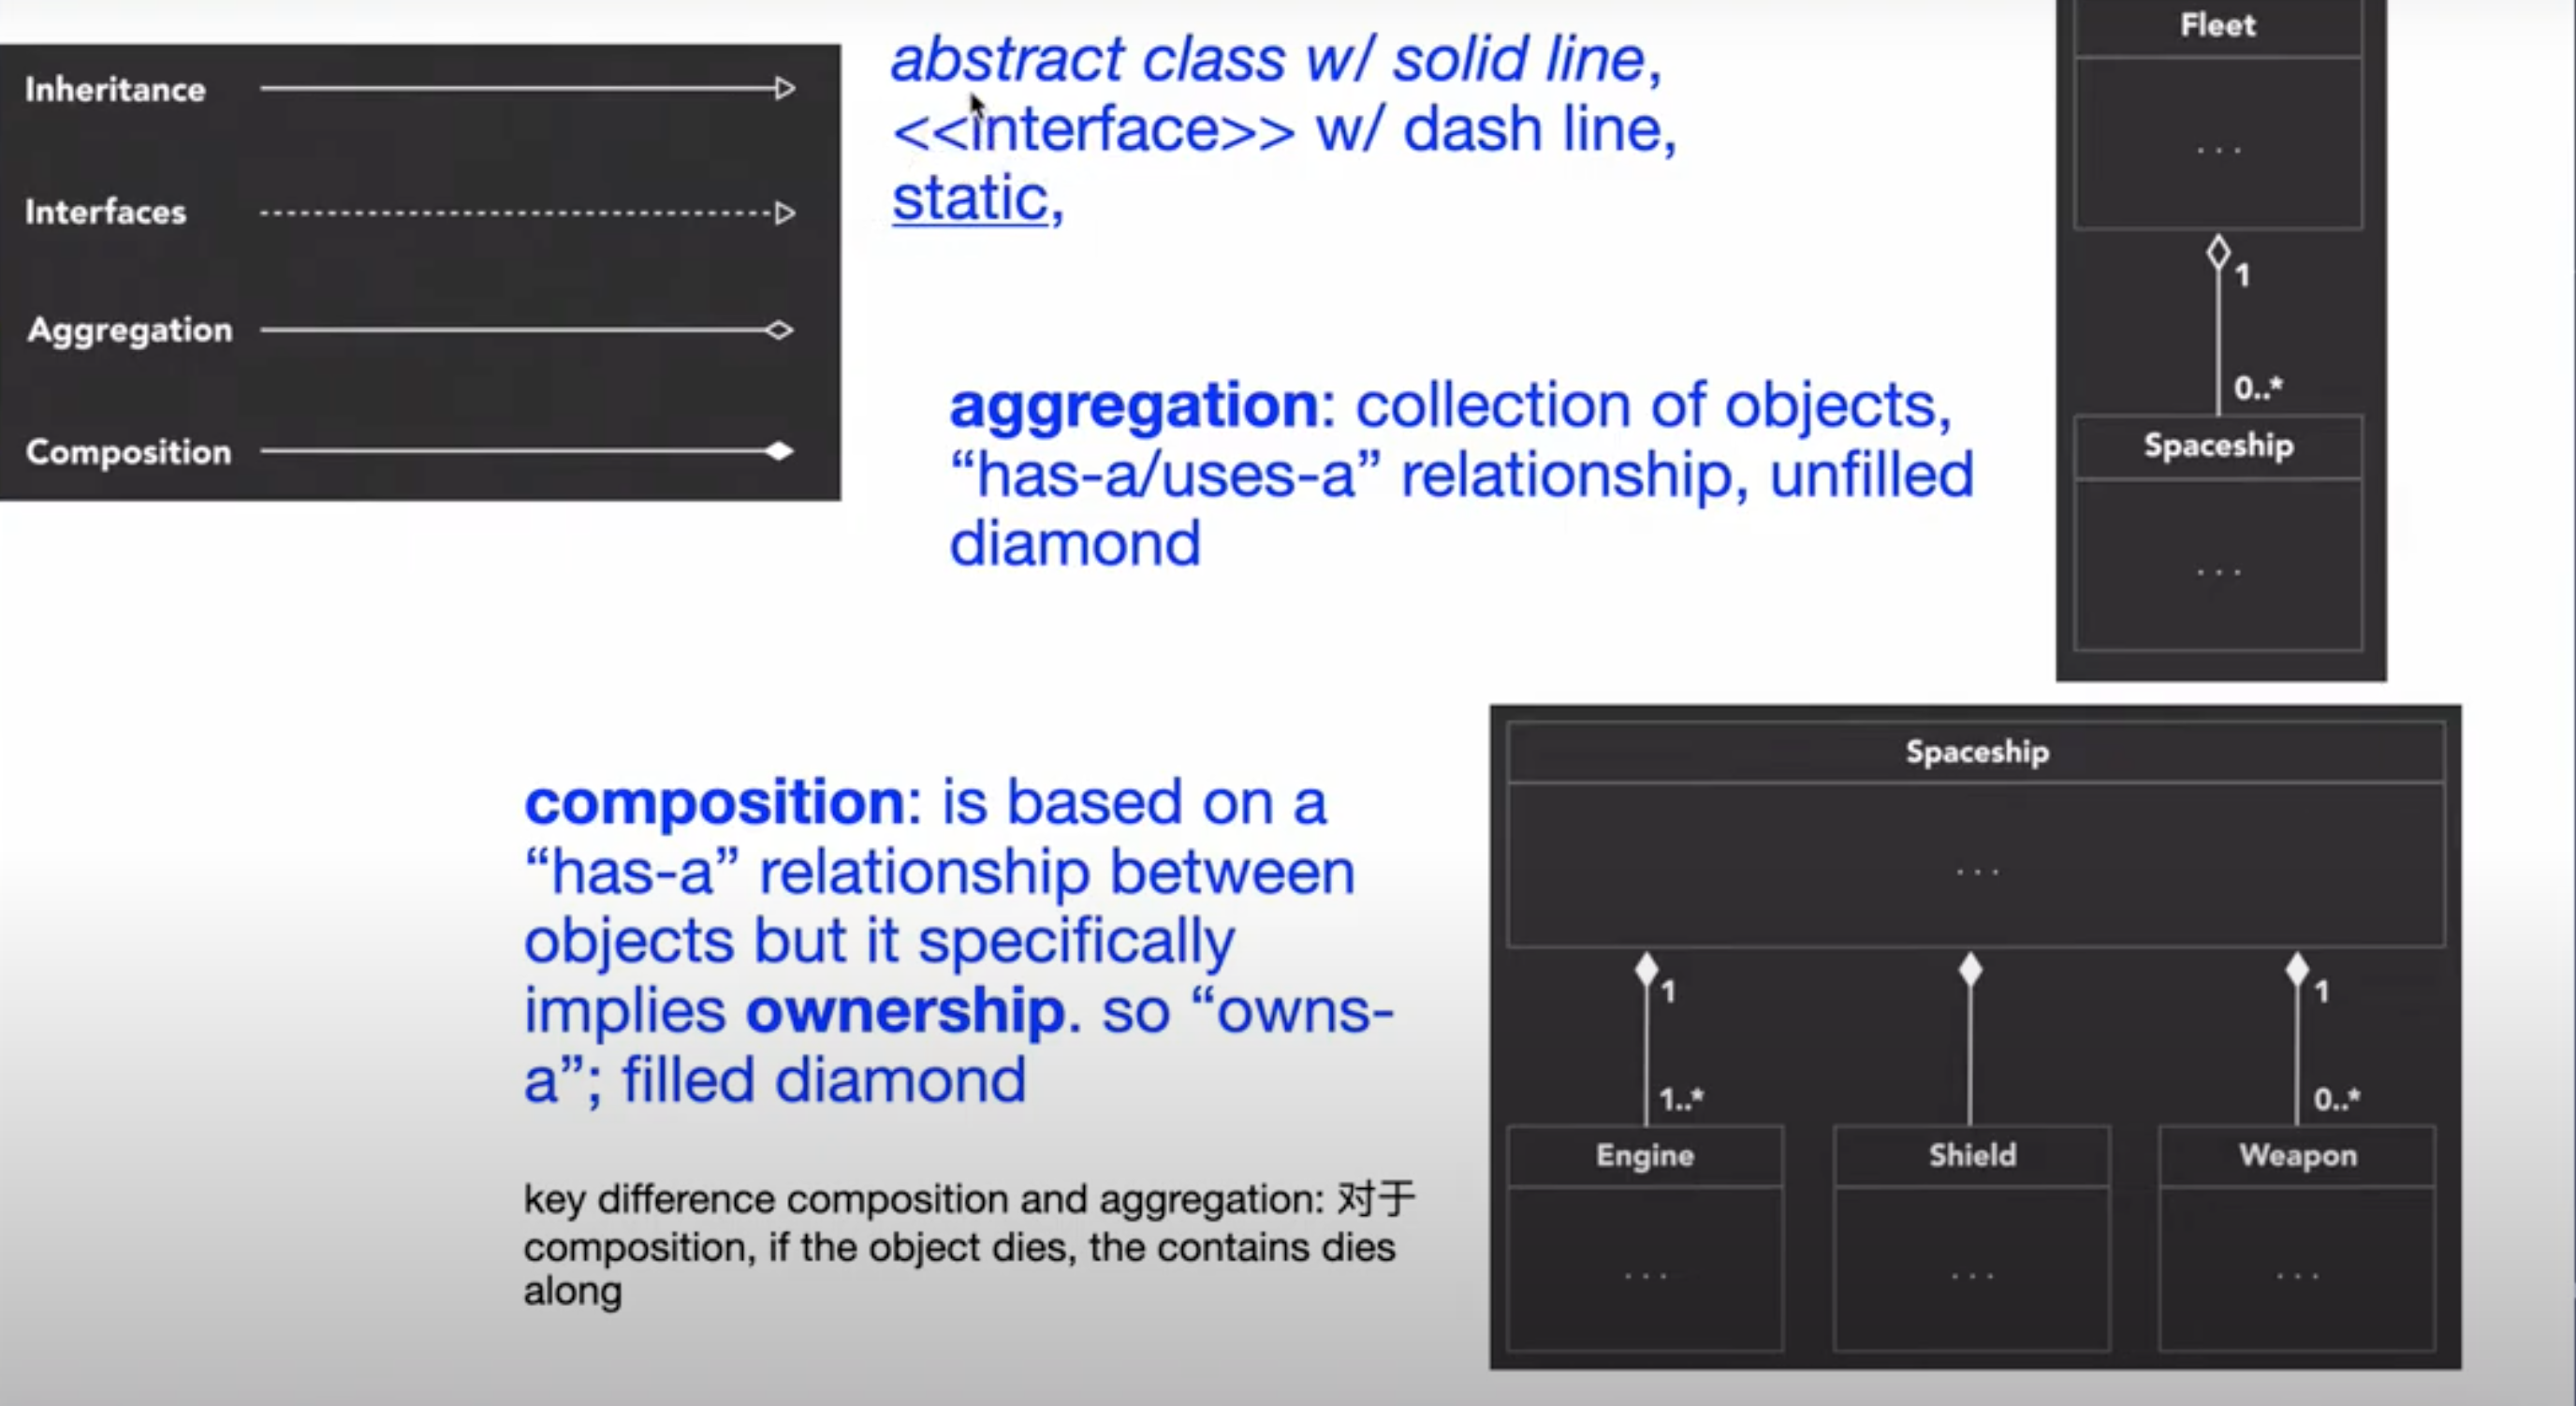 Inheritance
Interfaces
Aggregation
Composition
abstract class w/ solid line,
<<interface>> w/ dash line,
static,
Fleet
...
1
0..*
Spaceship
...
aggregation: collection of objects,
“has-a/uses-a” relationship, unfilled
diamond
composition: is based on a
“has-a” relationship between
objects but it specifically
implies ownership. so “owns-
a”; filled diamond
key difference composition and aggregation: 对于
composition, if the object dies, the contains dies
along
Spaceship
...
1
1
1..*
0..*
Engine
Shield
Weapon
...
...
...